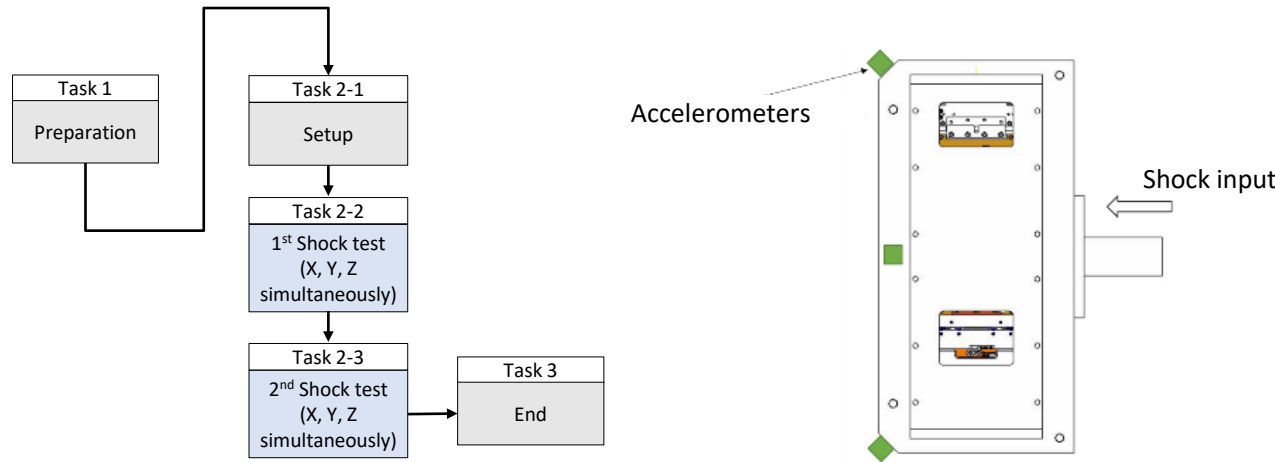 Task 1
Preparation
Task 2-1
Setup
Task 2-2
1st Shock test
(X, Y, Z
simultaneously)
Task 2-3
2nd Shock test
(X, Y, Z
simultaneously)
Task 3
End
Accelerometers
Shock input